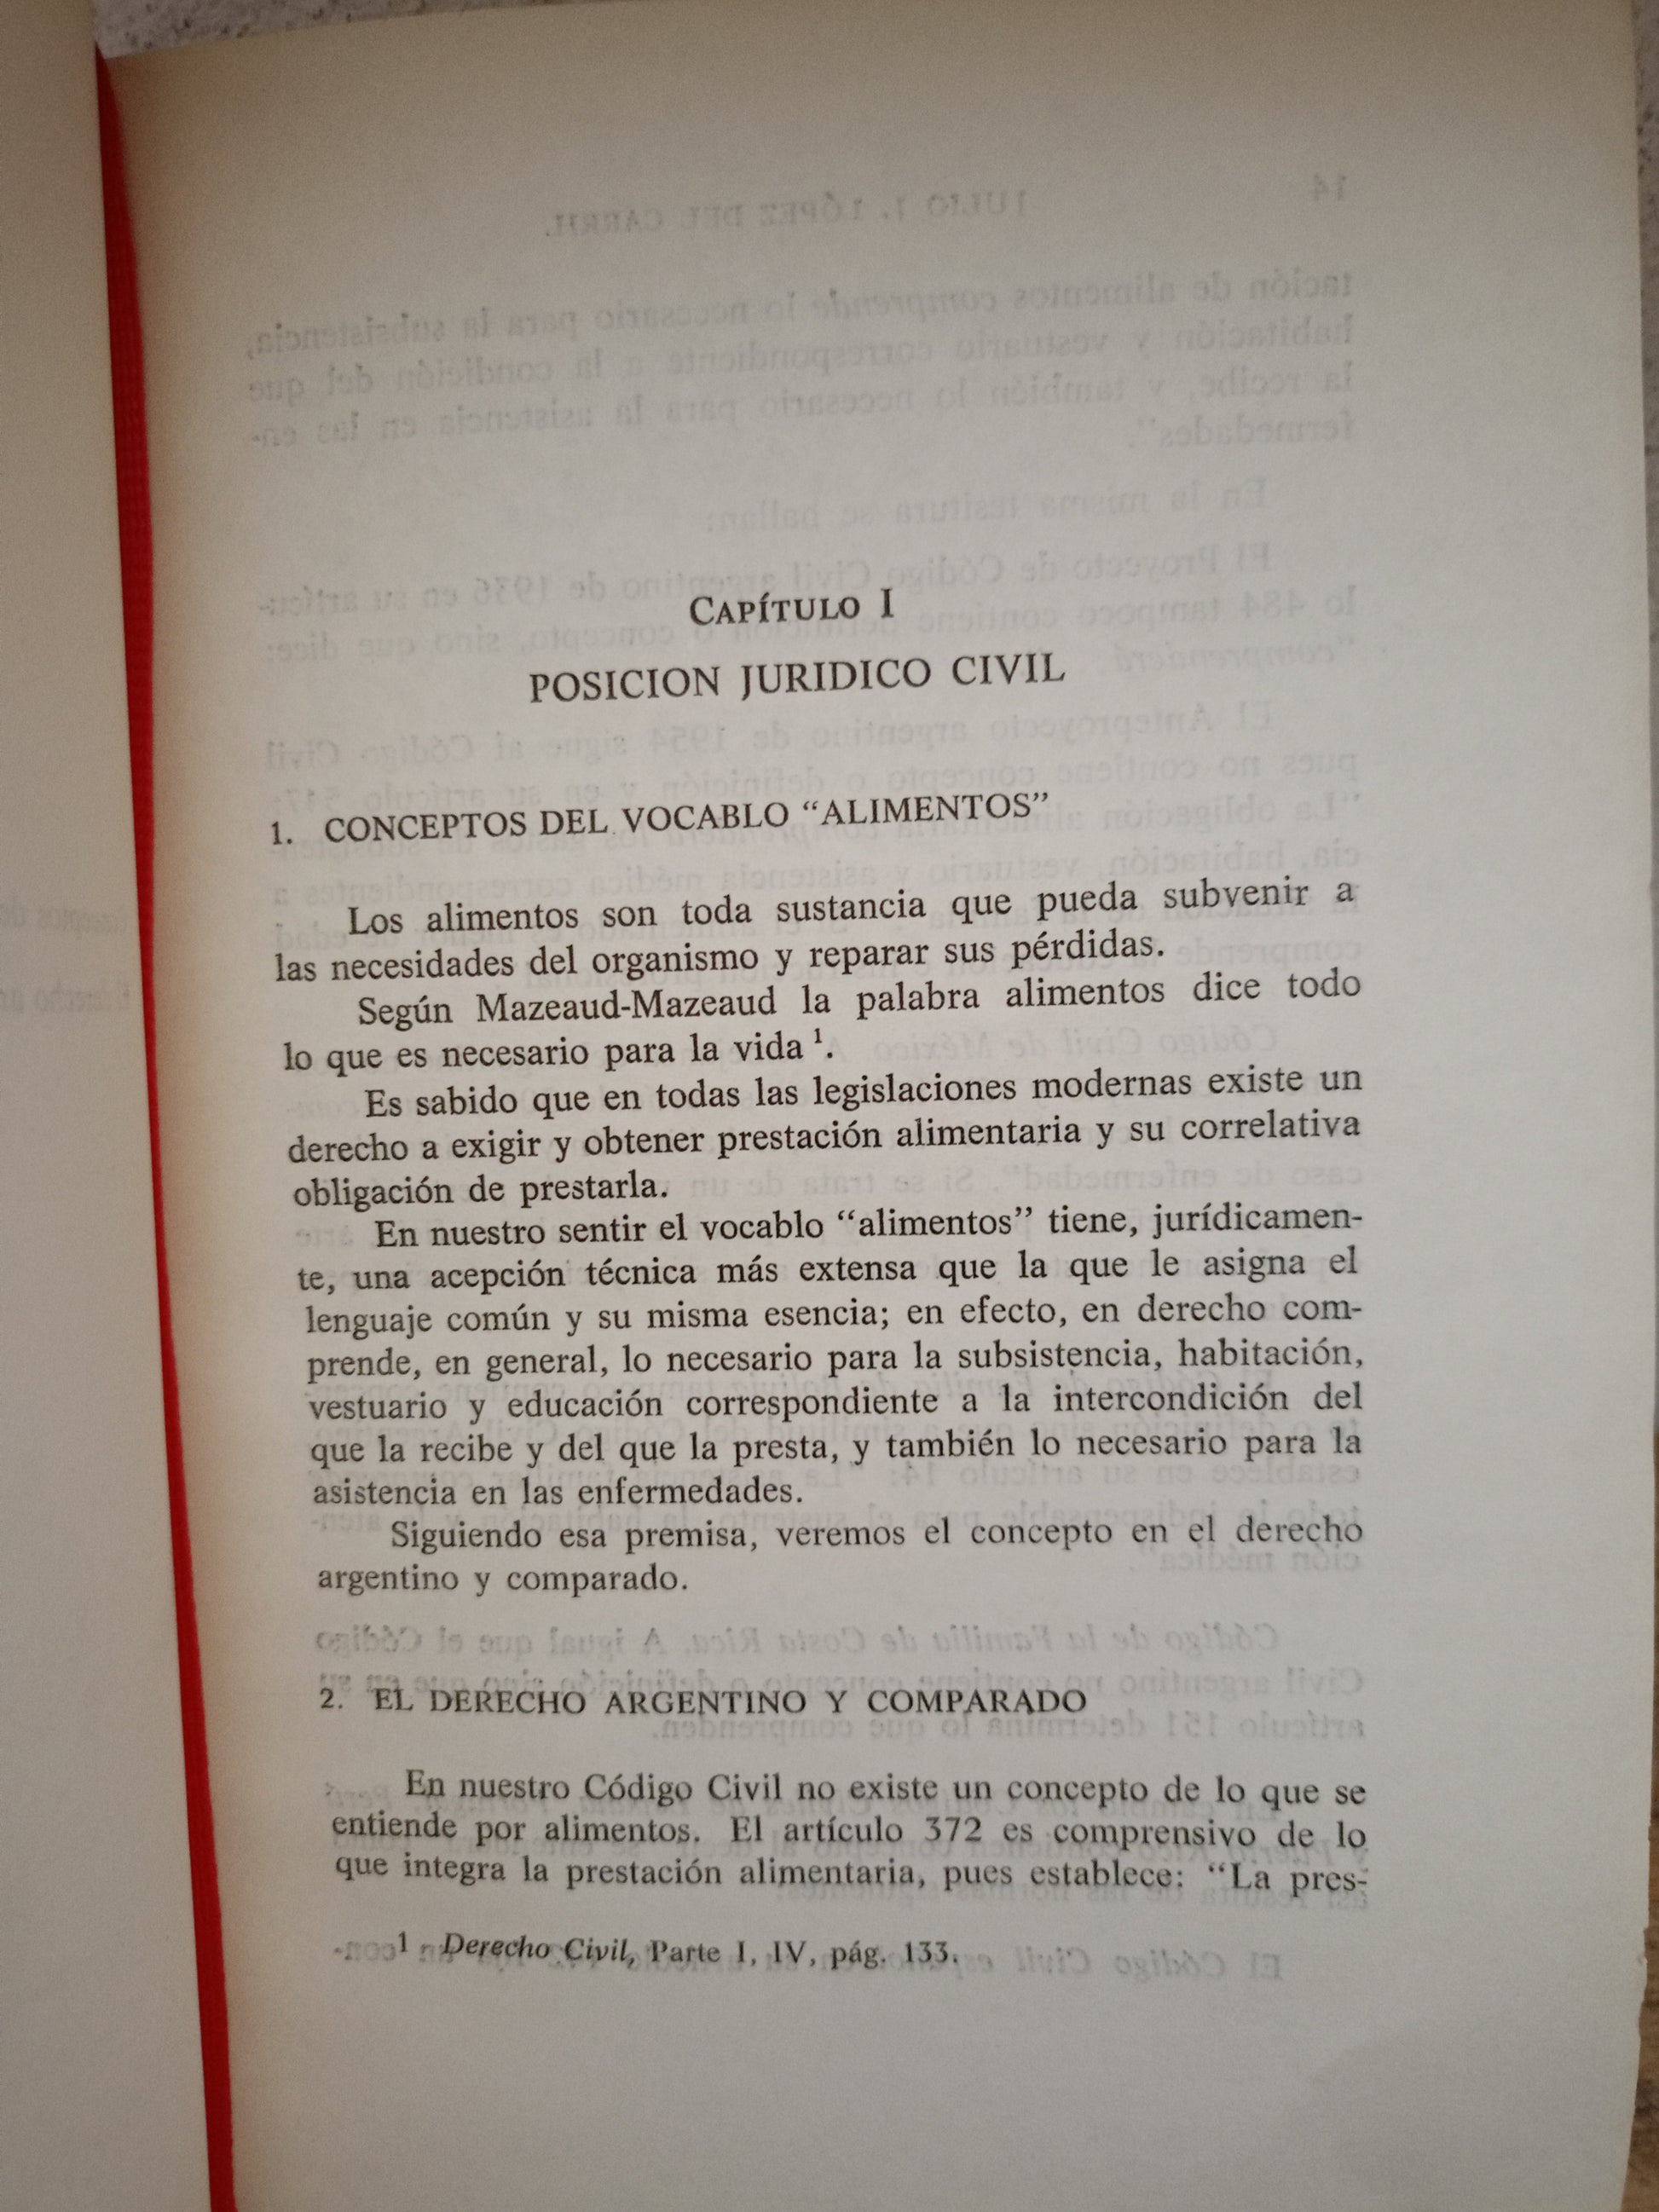 CAPÍTULO I
POSICION JURIDICO CIVIL
1. CONCEPTOS DEL VOCABLO “ALIMENTOS”
Los alimentos son toda sustancia que pueda subvenir a
las necesidades del organismo y reparar sus pérdidas.
Según Mazeaud-Mazeaud la palabra alimentos dice todo
lo que es necesario para la vida ¹.
Es sabido que en todas las legislaciones modernas existe un
derecho a exigir y obtener prestación alimentaria y su correlativa
obligación de prestarla.
En nuestro sentir el vocablo “alimentos” tiene, jurídicamen-
te, una acepción técnica más extensa que la que le asigna el
lenguaje común y su misma esencia; en efecto, en derecho com-
prende, en general, lo necesario para la subsistencia, habitación,
vestuario y educación correspondiente a la intercondición del
que la recibe y del que la presta, y también lo necesario para la
asistencia en las enfermedades.
Siguiendo esa premisa, veremos el concepto en el derecho
argentino y comparado.
2. EL DERECHO ARGENTINO Y COMPARADO
En nuestro Código Civil no existe un concepto de lo que se
entiende por alimentos. El artículo 372 es comprensivo de lo
que integra la prestación alimentaria, pues establece: “La pres-
1 Derecho Civil, Parte I, IV, pág. 133.